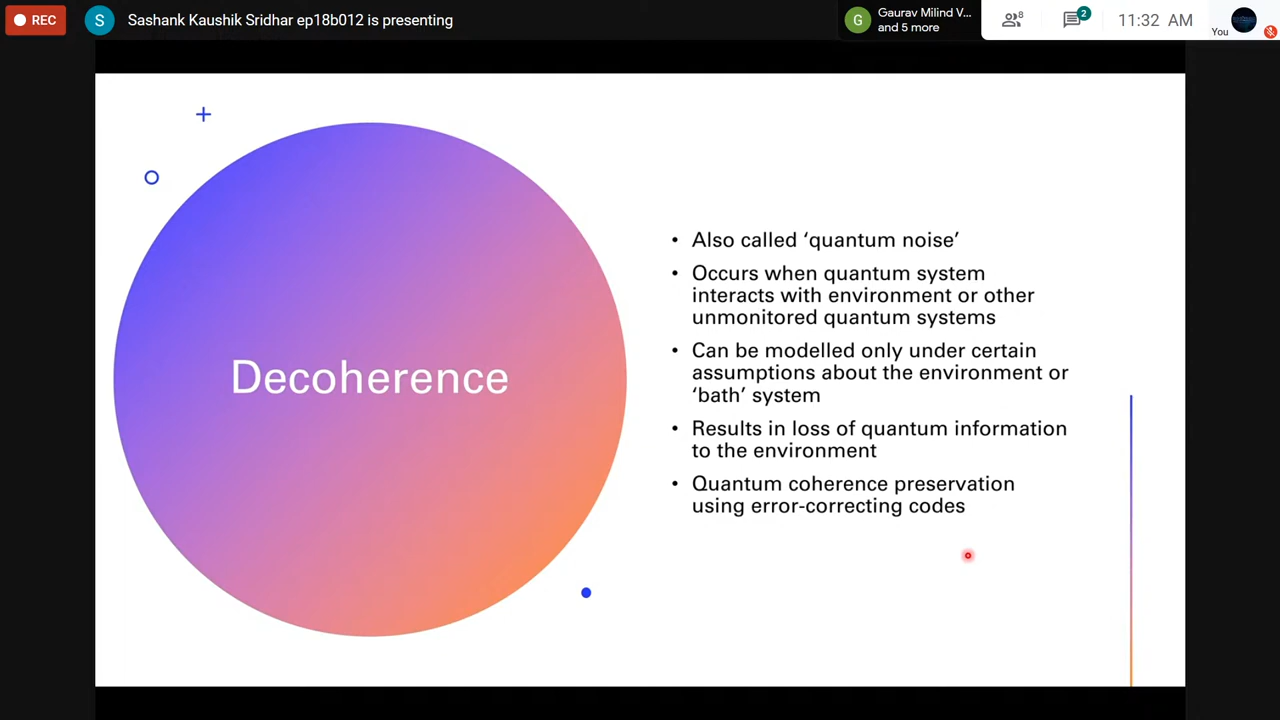 REC
S
Sashank Kaushik Sridhar ep18b012 is presenting
G
Gaurav Milind V...
and 5 more
8
2
11:32 AM
You
Decoherence
• Also called ‘quantum noise’
• Occurs when quantum system
interacts with environment or other
unmonitored quantum systems
• Can be modelled only under certain
assumptions about the environment or
‘bath’ system
• Results in loss of quantum information
to the environment
• Quantum coherence preservation
using error-correcting codes